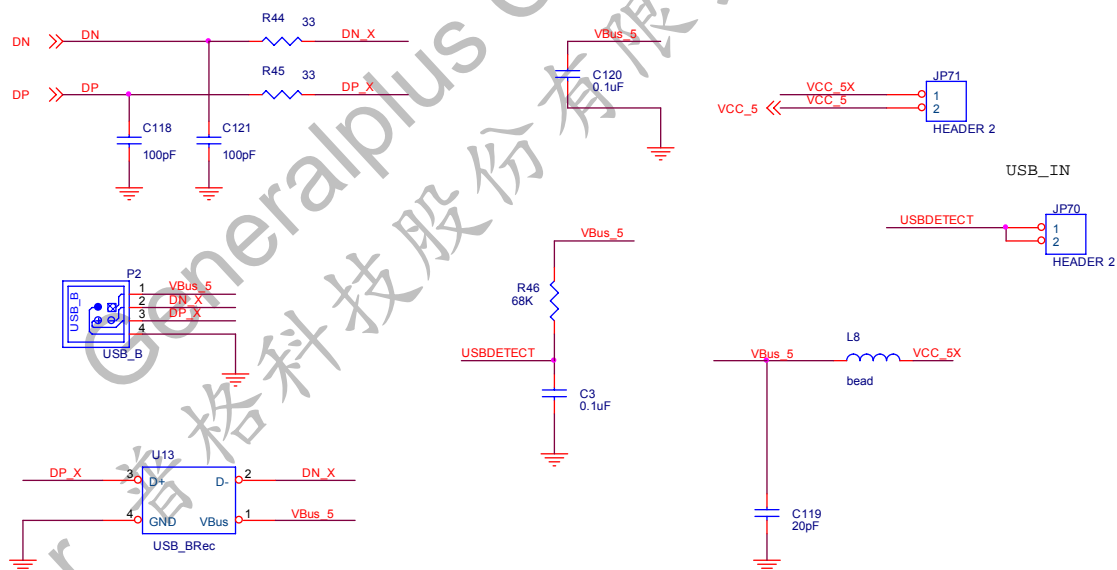 R44
33
DN
DN
DN_X
R45
33
DP
DP
DP_X
C118
100pF
C121
100pF
VBus_5
C120
0.1uF
JP71
VCC_5X
1
VCC_5
VCC_5
2
HEADER 2
USB_IN
JP70
USBDETECT
1
2
HEADER 2
P2
USB_B
1
VBus_5
2
DN_X
3
DP_X
4
USB_B
VBus_5
R46
68K
USBDETECT
C3
0.1uF
L8
VBus_5
VCC_5X
bead
C119
20pF
U13
DP_X
3
D+
D-
2
DN_X
4
GND
VBus
1
VBus_5
USB_BRec
Generalplus
普格科技股份有限